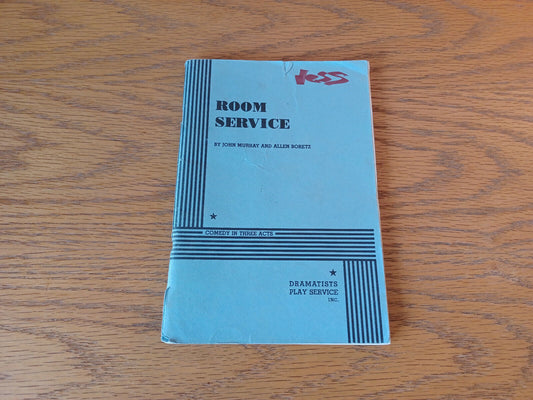 ROOM
SERVICE
BY JOHN MURRAY AND ALLEN BORETZ
COMEDY IN THREE ACTS
DRAMATISTS
PLAY SERVICE
INC.